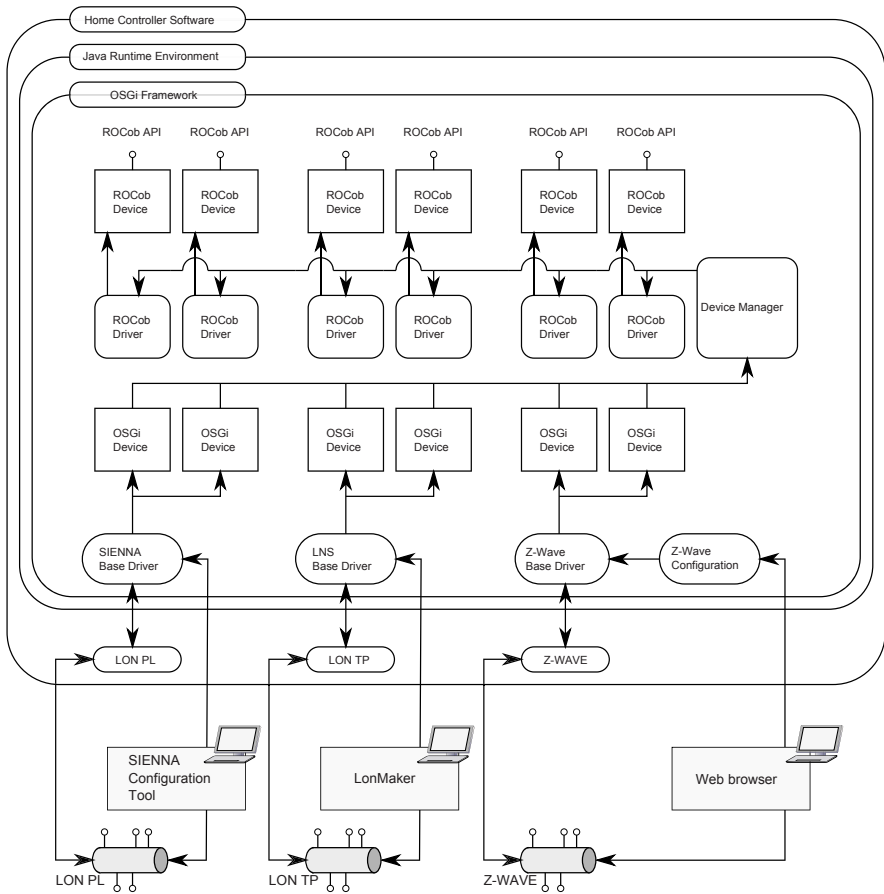 Home Controller Software
Java Runtime Environment
OSGi Framework
ROCob API ROCob API ROCob API ROCob API ROCob API ROCob API
ROCob ROCob ROCob ROCob ROCob ROCob
Device Device Device Device Device Device
Device Manager
ROCob ROCob ROCob ROCob ROCob ROCob
Driver Driver Driver Driver Driver Driver
OSGi OSGi OSGi OSGi OSGi OSGi
Device Device Device Device Device Device
SIENNA LNS Z-Wave Z-Wave
Base Driver Base Driver Base Driver Configuration
LON PL LON TP Z-WAVE
SIENNA
Configuration
Tool
LonMaker
Web browser
LON PL LON TP Z-WAVE